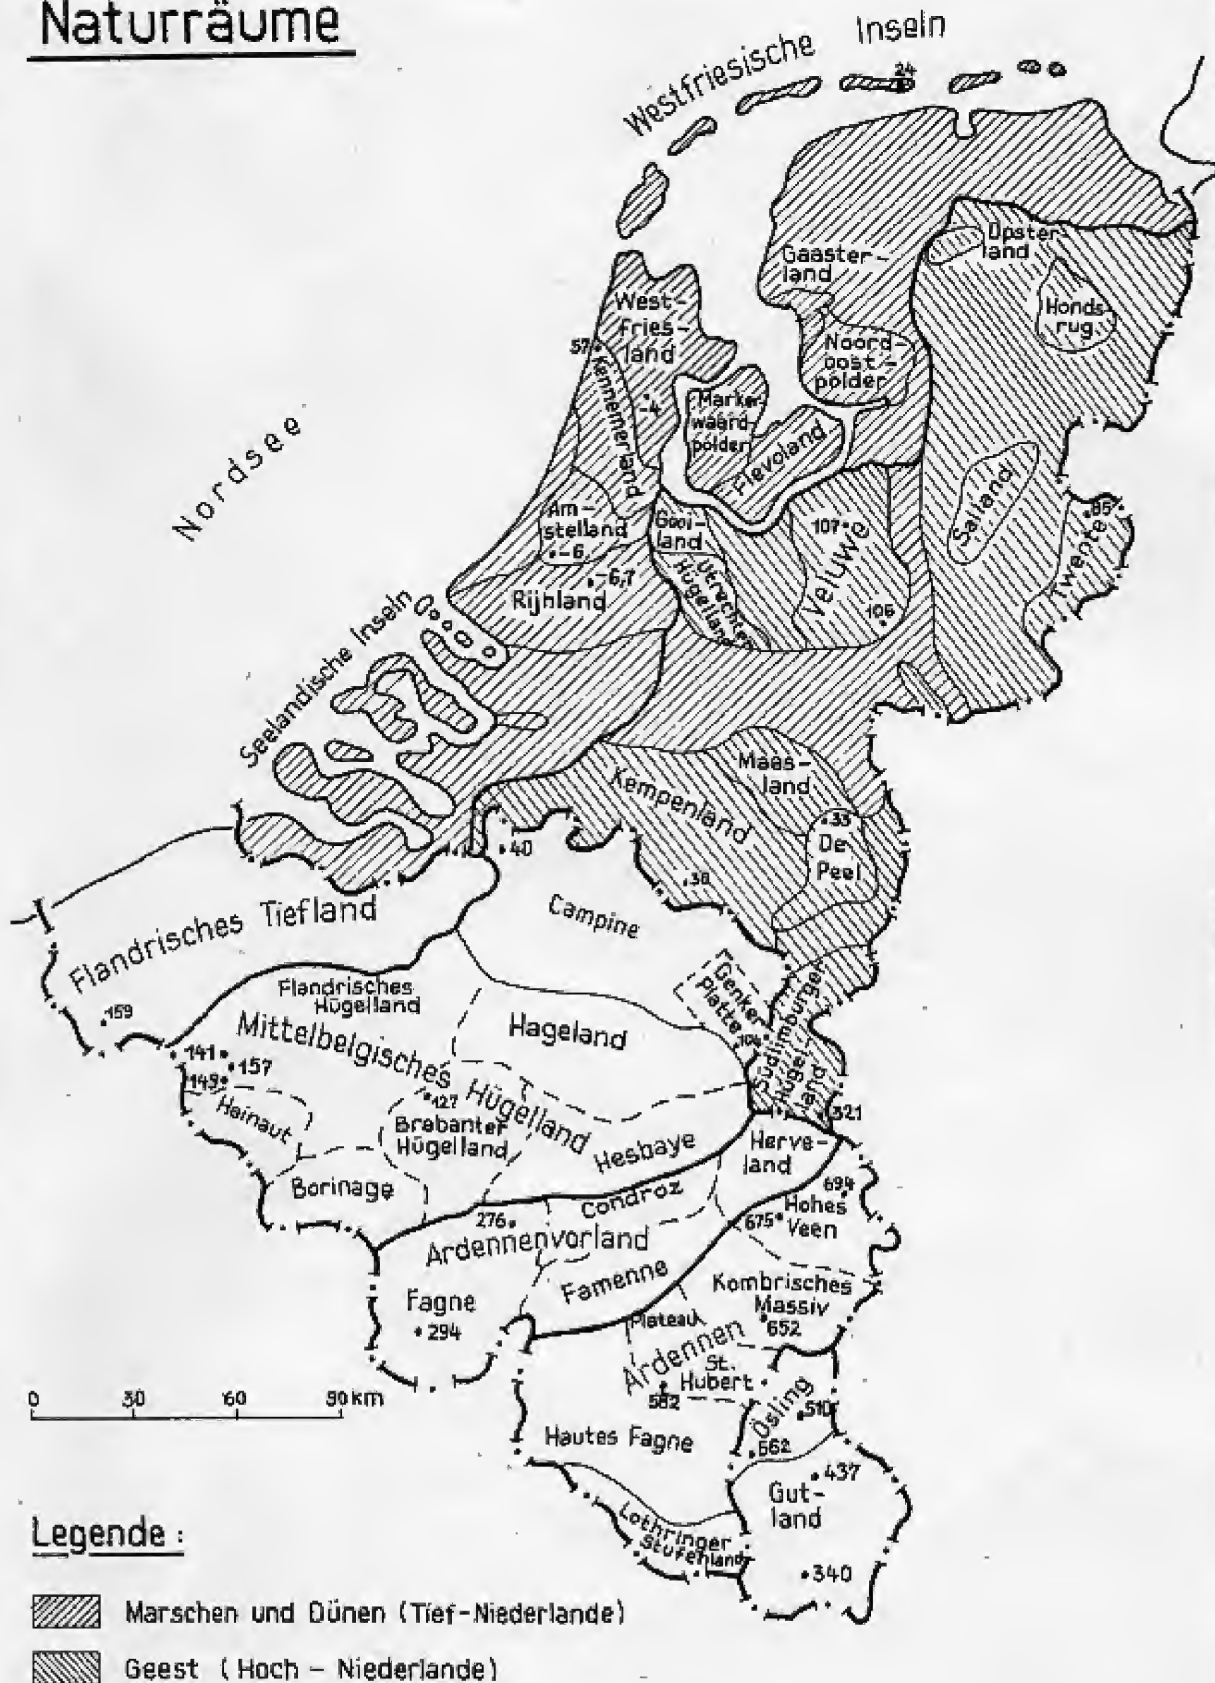 Naturräume
Westfriesische Inseln
24
Opster-
land
Gaaster-
land
Honds-
rug
West-
fries-
land
57
Kennemerland
-4
Noord-
oost-
polder
Marker-
waard-
polder
Flevoland
Nordsee
Salland
85
Twente
Am-
stelland
-6
Gooi-
land
107
Veluwe
106
Utrechter
Hügelland
-6,7
Rijnland
Seelandische Inseln
Maas-
land
Kempenland
33
De
Peel
40
38
Campine
Flandrisches Tiefland
159
Flandrisches
Hügelland
Genker
Platte
104
Hageland
Südlimburger
Hügel-
land
321
Mittelbelgisches Hügelland
141
157
149
Hainaut
127
Brabanter
Hügelland
Hesbaye
Herve-
land
Borinage
Condroz
694
Hohes
Veen
675
276
Ardennenvorland
Famenne
Fagne
294
Kombrisches
Massiv
652
Plateau
Ardennen
St.
Hubert
582
Ösling
510
562
Hautes Fagne
437
Gut-
land
340
Lothringer
Stufenland
0 30 60 90 km
Legende :
Marschen und Dünen (Tief-Niederlande)
Geest (Hoch - Niederlande)